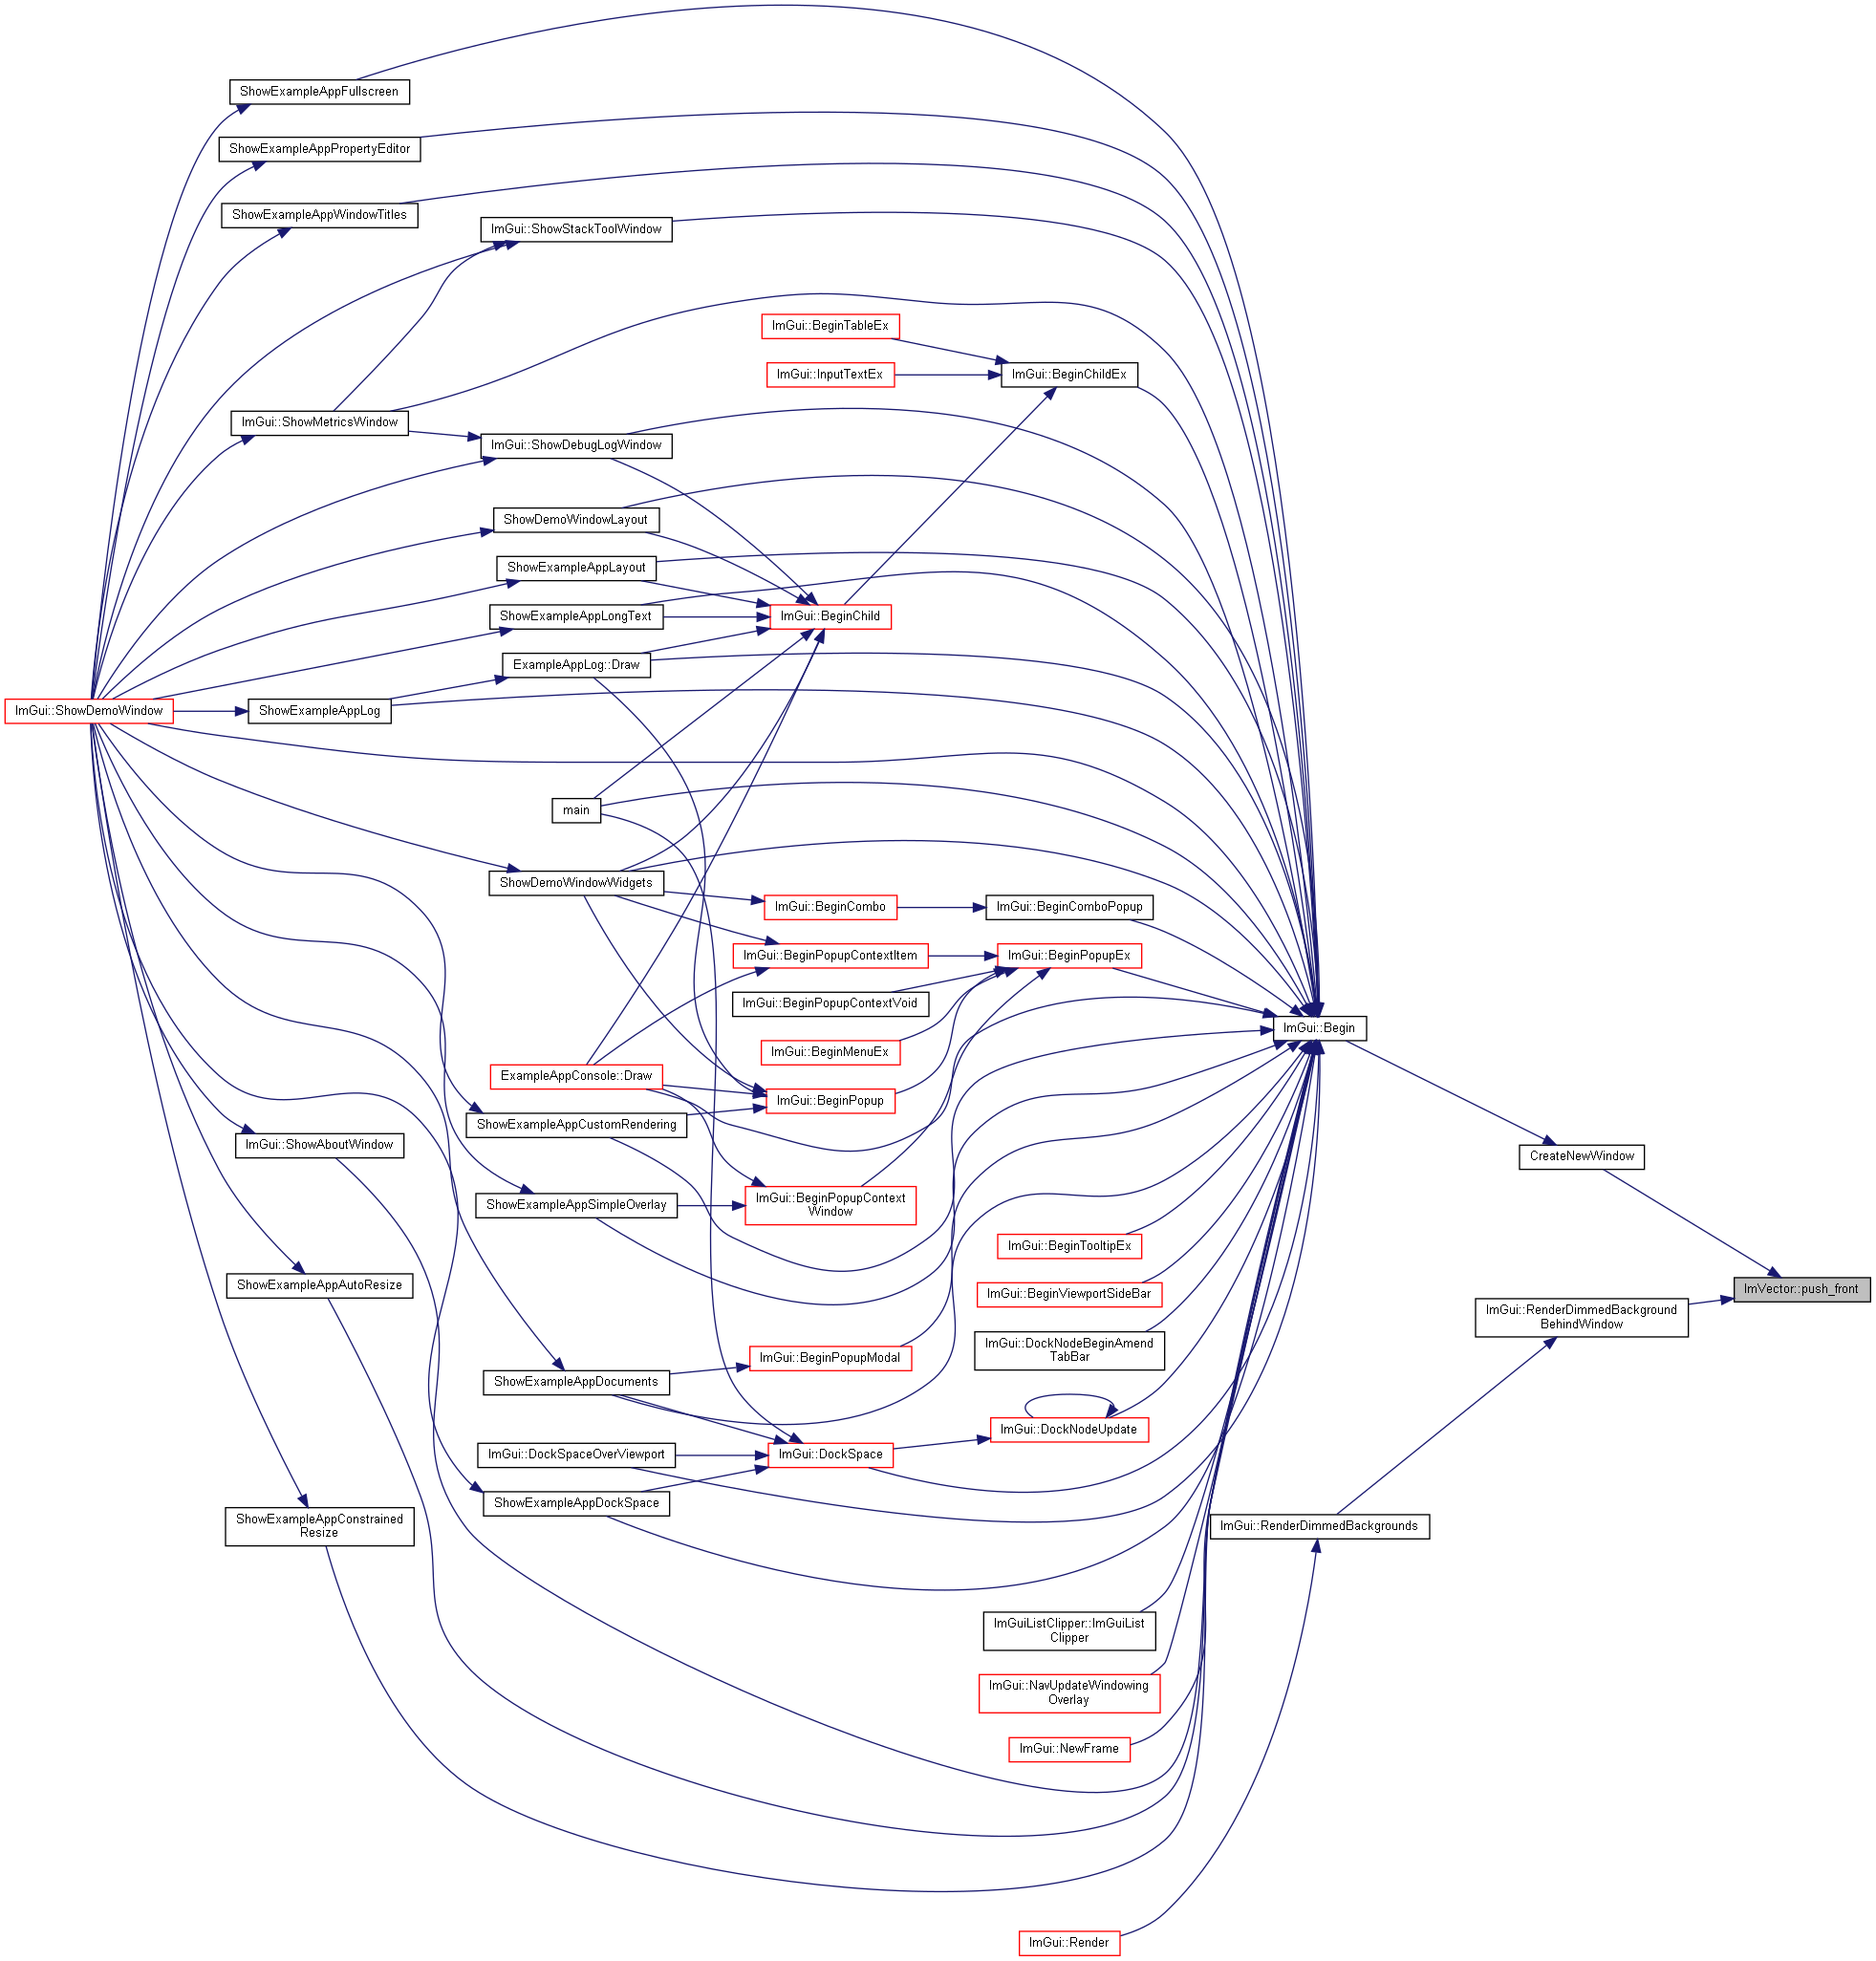 ShowExampleAppFullscreen
ShowExampleAppPropertyEditor
ShowExampleAppWindowTitles
ImGui::ShowStackToolWindow
ImGui::BeginTableEx
ImGui::InputTextEx
ImGui::BeginChildEx
ImGui::ShowMetricsWindow
ImGui::ShowDebugLogWindow
ShowDemoWindowLayout
ShowExampleAppLayout
ShowExampleAppLongText
ImGui::BeginChild
ExampleAppLog::Draw
ImGui::ShowDemoWindow
ShowExampleAppLog
main
ShowDemoWindowWidgets
ImGui::BeginCombo
ImGui::BeginComboPopup
ImGui::BeginPopupContextItem
ImGui::BeginPopupEx
ImGui::BeginPopupContextVoid
ImGui::Begin
ImGui::BeginMenuEx
ExampleAppConsole::Draw
ImGui::BeginPopup
ShowExampleAppCustomRendering
ImGui::ShowAboutWindow
CreateNewWindow
ShowExampleAppSimpleOverlay
ImGui::BeginPopupContext
Window
ImGui::BeginTooltipEx
ShowExampleAppAutoResize
ImGui::BeginViewportSideBar
ImVector::push_front
ImGui::RenderDimmedBackground
BehindWindow
ImGui::DockNodeBeginAmend
TabBar
ImGui::BeginPopupModal
ShowExampleAppDocuments
ImGui::DockNodeUpdate
ImGui::DockSpaceOverViewport
ImGui::DockSpace
ShowExampleAppDockSpace
ShowExampleAppConstrained
Resize
ImGui::RenderDimmedBackgrounds
ImGuiListClipper::ImGuiList
Clipper
ImGui::NavUpdateWindowing
Overlay
ImGui::NewFrame
ImGui::Render